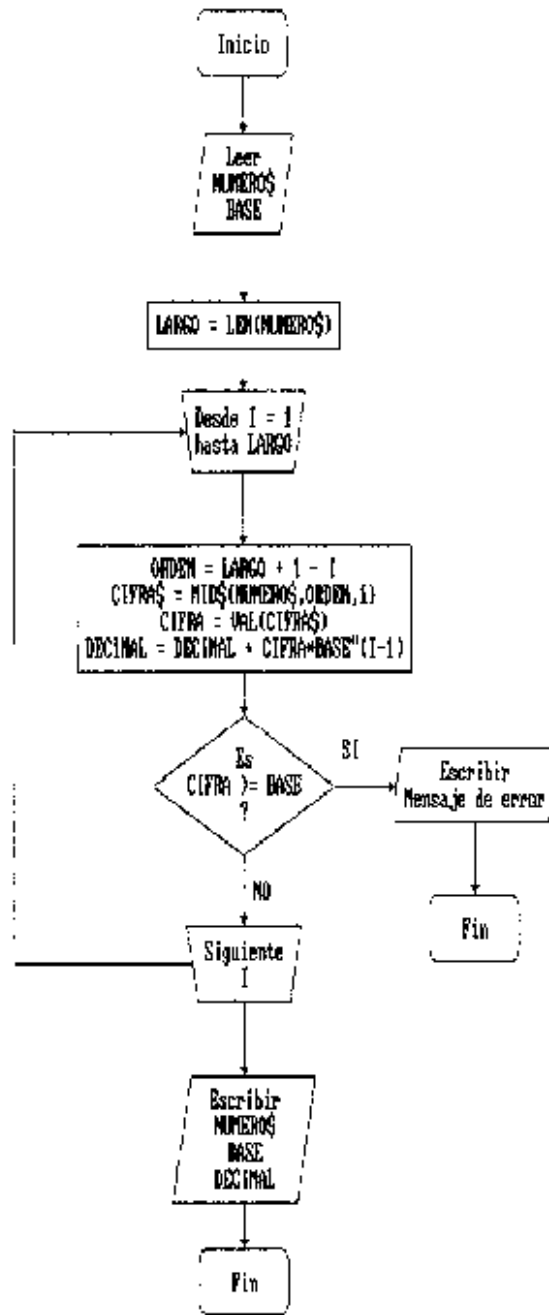 Inicio
Leer
NUMERO$
BASE
LARGO = LEN(NUMERO$)
Desde I = 1
hasta LARGO
ORDEN = LARGO + 1 - I
CIFRA$ = MID$(NUMERO$,ORDEN,1)
CIFRA = VAL(CIFRA$)
DECIMAL = DECIMAL + CIFRA*BASE^(I-1)
Es
CIFRA >= BASE
?
SI
Escribir
Mensaje de error
Fin
NO
Siguiente
I
Escribir
NUMERO$
BASE
DECIMAL
Fin